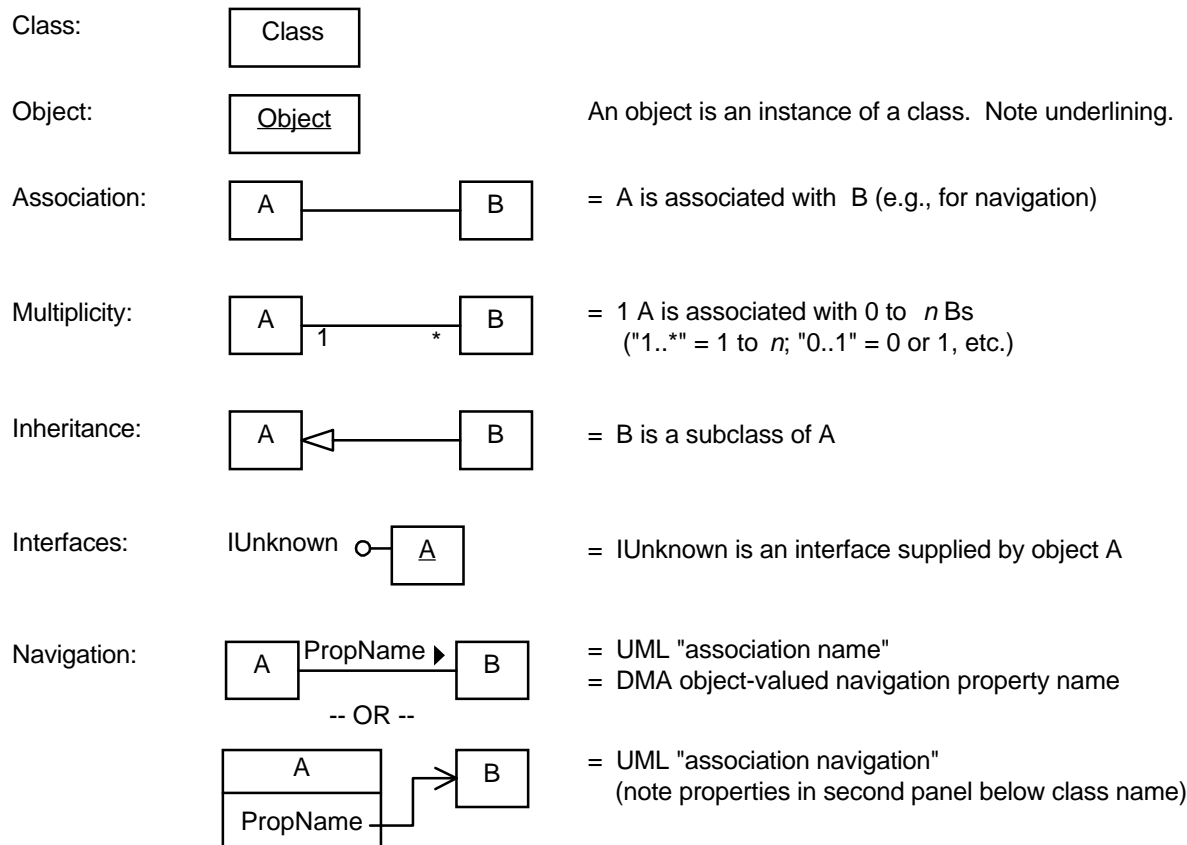 Class:
Class
Object:
Object
An object is an instance of a class.  Note underlining.
Association:
A
B
= A is associated with B (e.g., for navigation)
Multiplicity:
A
1
*
B
= 1 A is associated with 0 to n Bs
("1..*" = 1 to n; "0..1" = 0 or 1, etc.)
Inheritance:
A
B
= B is a subclass of A
Interfaces:
IUnknown
A
= IUnknown is an interface supplied by object A
Navigation:
A
PropName
B
= UML "association name"
= DMA object-valued navigation property name
-- OR --
A
PropName
B
= UML "association navigation"
(note properties in second panel below class name)